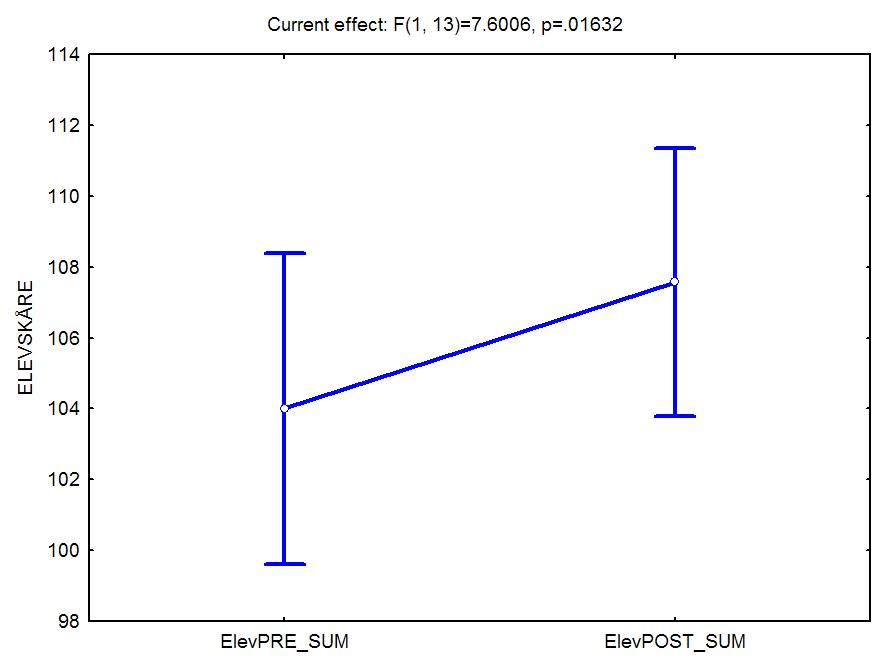 Current effect: F(1, 13)=7.6006, p=.01632
114
112
110
108
106
104
102
100
98
ELEVSKÅRE
ElevPRE_SUM
ElevPOST_SUM